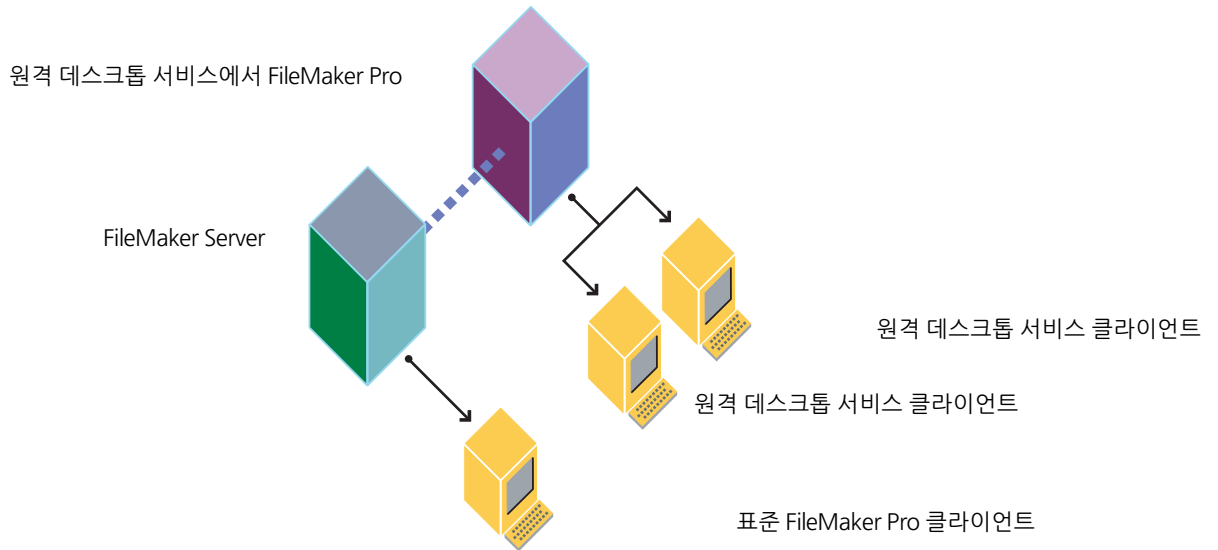 원격 데스크톱 서비스에서 FileMaker Pro
FileMaker Server
원격 데스크톱 서비스 클라이언트
원격 데스크톱 서비스 클라이언트
표준 FileMaker Pro 클라이언트